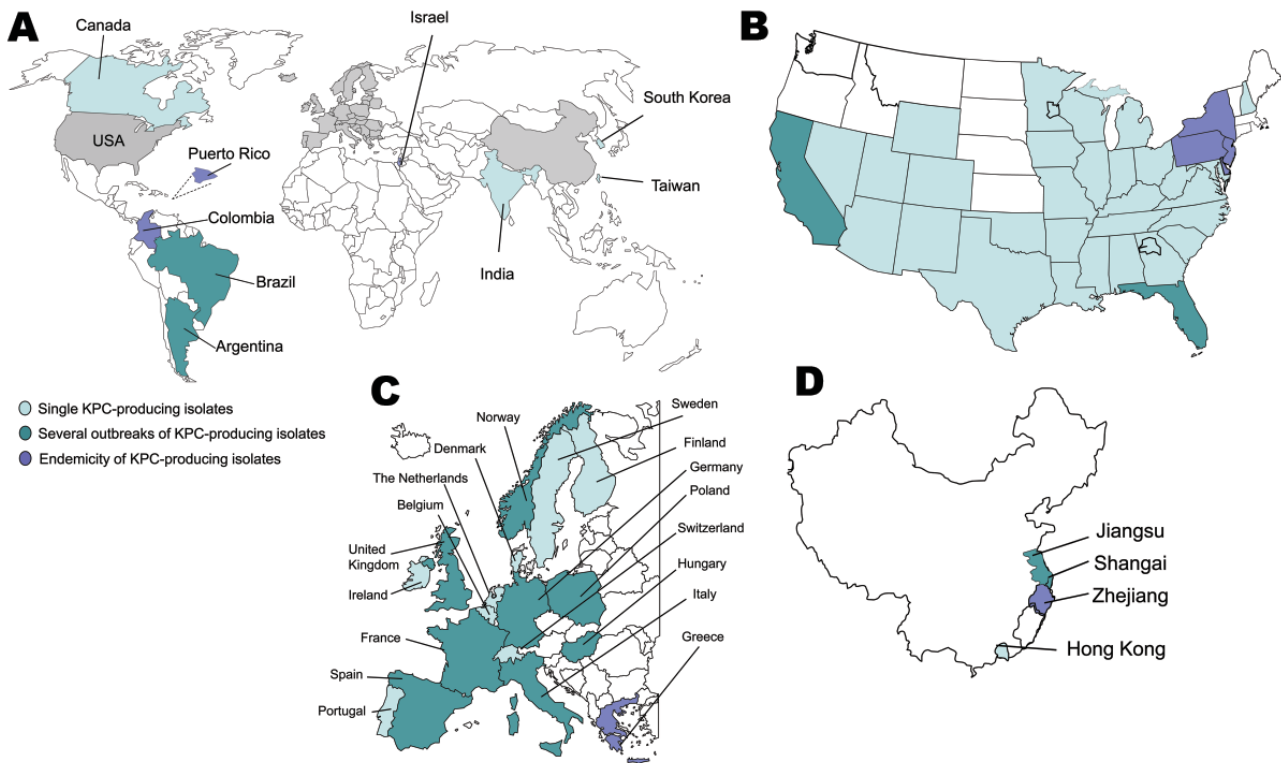 A
Canada
Israel
South Korea
USA
Puerto Rico
Taiwan
Colombia
India
Brazil
Argentina
B
Single KPC-producing isolates
Several outbreaks of KPC-producing isolates
Endemicity of KPC-producing isolates
C
Sweden
Norway
Finland
Denmark
Germany
The Netherlands
Poland
Belgium
Switzerland
United
Kingdom
Hungary
Ireland
Italy
France
Greece
Spain
Portugal
D
Jiangsu
Shangai
Zhejiang
Hong Kong